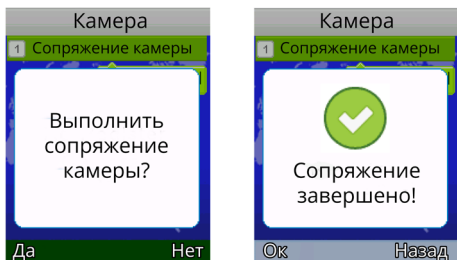 Камера
1 Сопряжение камеры
Выполнить
сопряжение
камеры?
Да Нет
Камера
1 Сопряжение камеры
Сопряжение
завершено!
Ок Назад